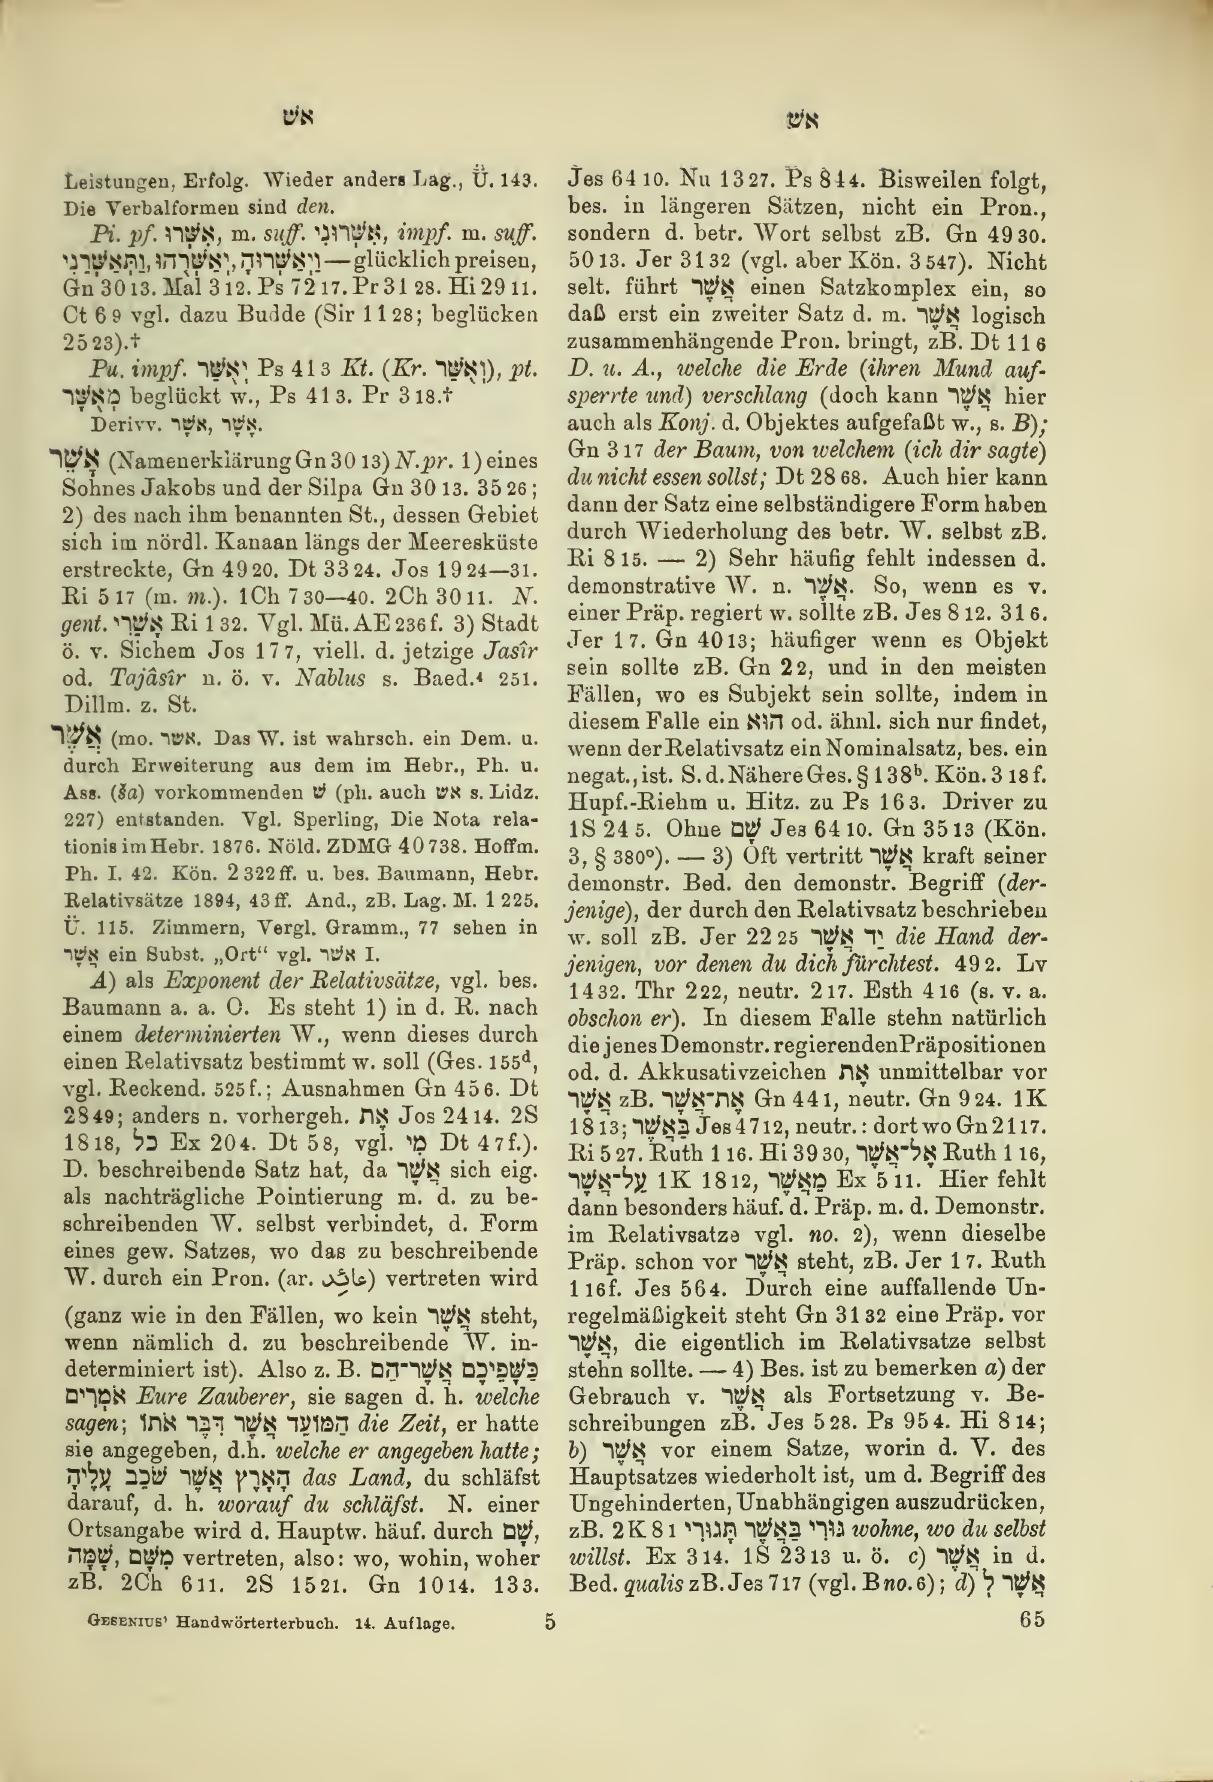 אשׁ
אשׁ
Leistungen, Erfolg. Wieder anders Lag., Ü. 143.
Die Verbalformen sind den.
Pi. pf. אִשְּׁרוּ, m. suff. אִשְּׁרוּנִי, impf. m. suff.
וַיְאַשְּׁרוּהָ, יְאַשְּׁרֻהוּ, וַתְּאַשְּׁרֵנִי — glücklich preisen,
Gn 30 13. Mal 3 12. Ps 72 17. Pr 31 28. Hi 29 11.
Ct 6 9 vgl. dazu Budde (Sir 11 28; beglücken
25 23).†
Pu. impf. יְאֻשַּׁר Ps 41 3 Kt. (Kr. וְאֻשַּׁר), pt.
מְאֻשָּׁר beglückt w., Ps 41 3. Pr 3 18.†
Derivv. אֹשֶׁר, אֶשֶׁר.
אָשֵׁר (Namenerklärung Gn 30 13) N.pr. 1) eines
Sohnes Jakobs und der Silpa Gn 30 13. 35 26;
2) des nach ihm benannten St., dessen Gebiet
sich im nördl. Kanaan längs der Meeresküste
erstreckte, Gn 49 20. Dt 33 24. Jos 19 24—31.
Ri 5 17 (m. m.). 1Ch 7 30—40. 2Ch 30 11. N.
gent. אָשֵׁרִי Ri 1 32. Vgl. Mü. AE 236 f. 3) Stadt
ö. v. Sichem Jos 17 7, viell. d. jetzige Jasîr
od. Tajâsîr n. ö. v. Nablus s. Baed.⁴ 251.
Dillm. z. St.
אֲשֶׁר (mo. אשר. Das W. ist wahrsch. ein Dem. u.
durch Erweiterung aus dem im Hebr., Ph. u.
Ass. (ša) vorkommenden שׁ (ph. auch אש s. Lidz.
227) entstanden. Vgl. Sperling, Die Nota rela-
tionis im Hebr. 1876. Nöld. ZDMG 40 738. Hoffm.
Ph. I. 42. Kön. 2 322 ff. u. bes. Baumann, Hebr.
Relativsätze 1894, 43 ff. And., zB. Lag. M. 1 225.
Ü. 115. Zimmern, Vergl. Gramm., 77 sehen in
אֲשֶׁר ein Subst. „Ort“ vgl. אשׁר I.
A) als Exponent der Relativsätze, vgl. bes.
Baumann a. a. O. Es steht 1) in d. R. nach
einem determinierten W., wenn dieses durch
einen Relativsatz bestimmt w. soll (Ges. 155ᵈ,
vgl. Reckend. 525 f.; Ausnahmen Gn 45 6. Dt
28 49; anders n. vorhergeh. אֵת Jos 24 14. 2S
18 18, כֹּל Ex 20 4. Dt 5 8, vgl. מִי Dt 4 7 f.).
D. beschreibende Satz hat, da אֲשֶׁר sich eig.
als nachträgliche Pointierung m. d. zu be-
schreibenden W. selbst verbindet, d. Form
eines gew. Satzes, wo das zu beschreibende
W. durch ein Pron. (ar. عَائِد) vertreten wird
(ganz wie in den Fällen, wo kein אֲשֶׁר steht,
wenn nämlich d. zu beschreibende W. in-
determiniert ist). Also z. B. כַּשָּׁפֵיכֶם אֲשֶׁר־הֵם
אֹמְרִים Eure Zauberer, sie sagen d. h. welche
sagen; הַמּוֹעֵד אֲשֶׁר דִּבֶּר אֹתוֹ die Zeit, er hatte
sie angegeben, d.h. welche er angegeben hatte;
הָאָרֶץ אֲשֶׁר שֹׁכֵב עָלֶיהָ das Land, du schläfst
darauf, d. h. worauf du schläfst. N. einer
Ortsangabe wird d. Hauptw. häuf. durch שָׁם,
שָׁמָּה, מִשָּׁם vertreten, also: wo, wohin, woher
zB. 2Ch 6 11. 2S 15 21. Gn 10 14. 13 3.
Jes 64 10. Nu 13 27. Ps 84 4. Bisweilen folgt,
bes. in längeren Sätzen, nicht ein Pron.,
sondern d. betr. Wort selbst zB. Gn 49 30.
50 13. Jer 31 32 (vgl. aber Kön. 3 547). Nicht
selt. führt אֲשֶׁר einen Satzkomplex ein, so
daß erst ein zweiter Satz d. m. אֲשֶׁר logisch
zusammenhängende Pron. bringt, zB. Dt 11 6
D. u. A., welche die Erde (ihren Mund auf-
sperrte und) verschlang (doch kann אֲשֶׁר hier
auch als Konj. d. Objektes aufgefaßt w., s. B);
Gn 3 17 der Baum, von welchem (ich dir sagte)
du nicht essen sollst; Dt 28 68. Auch hier kann
dann der Satz eine selbständigere Form haben
durch Wiederholung des betr. W. selbst zB.
Ri 8 15. — 2) Sehr häufig fehlt indessen d.
demonstrative W. n. אֲשֶׁר. So, wenn es v.
einer Präp. regiert w. sollte zB. Jes 8 12. 31 6.
Jer 1 7. Gn 40 13; häufiger wenn es Objekt
sein sollte zB. Gn 2 2, und in den meisten
Fällen, wo es Subjekt sein sollte, indem in
diesem Falle ein הוּא od. ähnl. sich nur findet,
wenn der Relativsatz ein Nominalsatz, bes. ein
negat., ist. S. d. Nähere Ges. § 138ᵇ. Kön. 3 18 f.
Hupf.-Riehm u. Hitz. zu Ps 16 3. Driver zu
1S 24 5. Ohne שָׁם Jes 64 10. Gn 35 13 (Kön.
3, § 380ᵒ). — 3) Oft vertritt אֲשֶׁר kraft seiner
demonstr. Bed. den demonstr. Begriff (der-
jenige), der durch den Relativsatz beschrieben
w. soll zB. Jer 22 25 יַד אֲשֶׁר die Hand der-
jenigen, vor denen du dich fürchtest. 49 2. Lv
14 32. Thr 2 22, neutr. 2 17. Esth 4 16 (s. v. a.
obschon er). In diesem Falle stehn natürlich
die jenes Demonstr. regierenden Präpositionen
od. d. Akkusativzeichen אֵת unmittelbar vor
אֲשֶׁר zB. אֶת־אֲשֶׁר Gn 44 1, neutr. Gn 9 24. 1K
18 13; בַּאֲשֶׁר Jes 47 12, neutr.: dort wo Gn 21 17.
Ri 5 27. Ruth 1 16. Hi 39 30, אֶל־אֲשֶׁר Ruth 1 16,
עַל־אֲשֶׁר 1K 18 12, מֵאֲשֶׁר Ex 5 11. Hier fehlt
dann besonders häuf. d. Präp. m. d. Demonstr.
im Relativsatze vgl. no. 2), wenn dieselbe
Präp. schon vor אֲשֶׁר steht, zB. Jer 1 7. Ruth
1 16 f. Jes 56 4. Durch eine auffallende Un-
regelmäßigkeit steht Gn 31 32 eine Präp. vor
אֲשֶׁר, die eigentlich im Relativsatze selbst
stehn sollte. — 4) Bes. ist zu bemerken a) der
Gebrauch v. אֲשֶׁר als Fortsetzung v. Be-
schreibungen zB. Jes 5 28. Ps 95 4. Hi 8 14;
b) אֲשֶׁר vor einem Satze, worin d. V. des
Hauptsatzes wiederholt ist, um d. Begriff des
Ungehinderten, Unabhängigen auszudrücken,
zB. 2K 8 1 גּוּרִי בַּאֲשֶׁר תָּגוּרִי wohne, wo du selbst
willst. Ex 3 14. 1S 23 13 u. ö. c) אֲשֶׁר in d.
Bed. qualis zB. Jes 7 17 (vgl. B no. 6); d) אֲשֶׁר לְ
GESENIUS’ Handwörterterbuch. 14. Auflage.
5
65